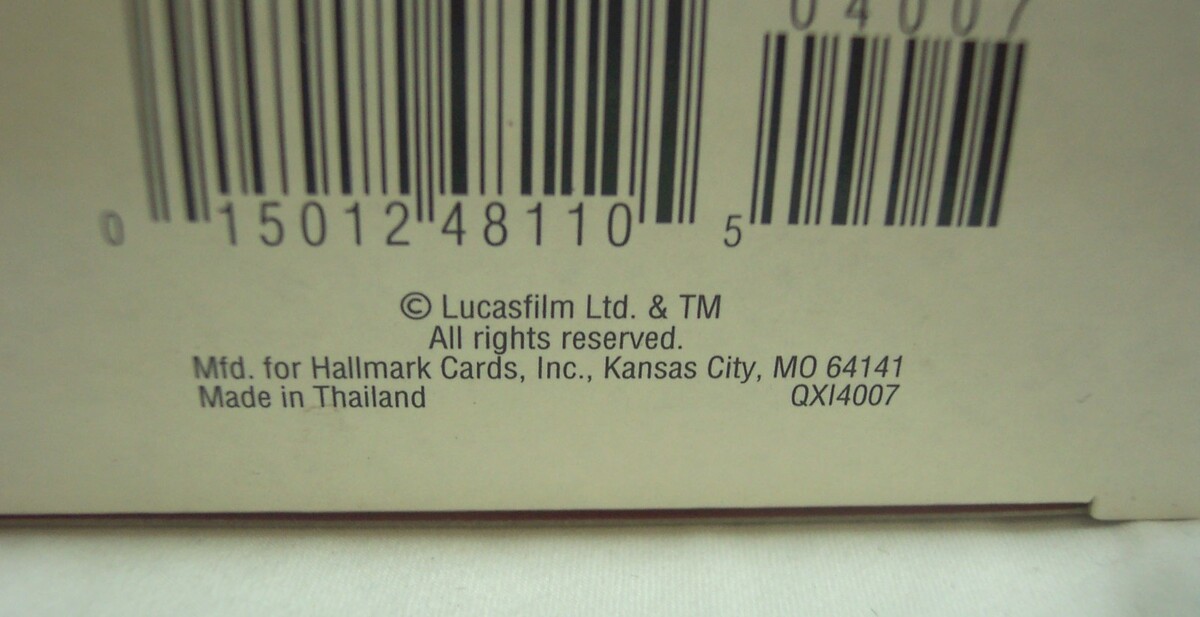 04007
0 15012 48110 5
© Lucasfilm Ltd. & TM
All rights reserved.
Mfd. for Hallmark Cards, Inc., Kansas City, MO 64141
Made in Thailand QXI4007